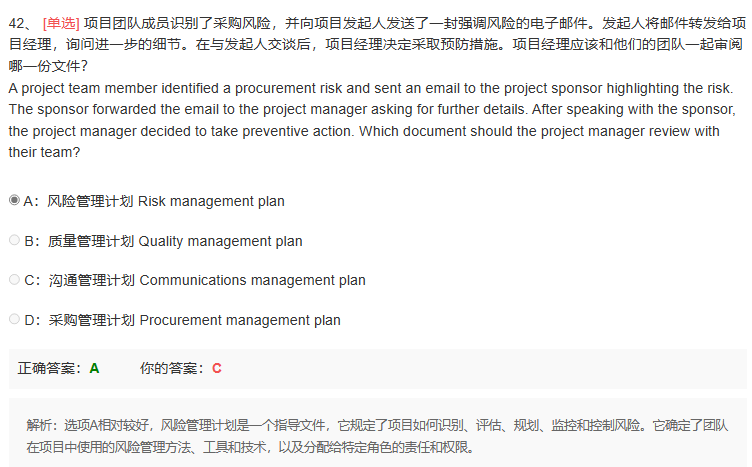 42、 [单选] 项目团队成员识别了采购风险，并向项目发起人发送了一封强调风险的电子邮件。发起人将邮件转发给项
目经理，询问进一步的细节。在与发起人交谈后，项目经理决定采取预防措施。项目经理应该和他们的团队一起审阅
哪一份文件？
A project team member identified a procurement risk and sent an email to the project sponsor highlighting the risk.
The sponsor forwarded the email to the project manager asking for further details. After speaking with the sponsor,
the project manager decided to take preventive action. Which document should the project manager review with
their team?
A：风险管理计划 Risk management plan
B：质量管理计划 Quality management plan
C：沟通管理计划 Communications management plan
D：采购管理计划 Procurement management plan
正确答案：A 你的答案：C
解析：选项A相对较好，风险管理计划是一个指导文件，它规定了项目如何识别、评估、规划、监控和控制风险。它确定了团队
在项目中使用的风险管理方法、工具和技术，以及分配给特定角色的责任和权限。